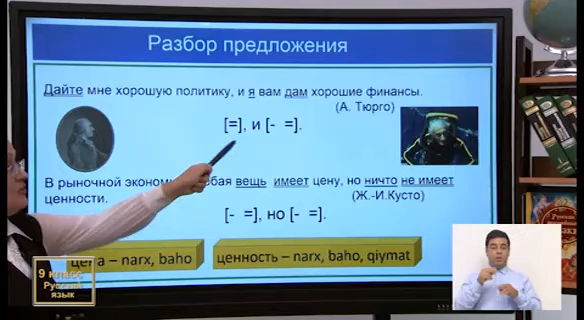 Разбор предложения
Дайте мне хорошую политику, и я вам дам хорошие финансы.
(А. Тюрго)
[=], и [- =].
В рыночной вещь имеет цену, но ничто не имеет
ценности.
(Ж.-И.Кусто)
[- =], но [- =].
– narx, baho
ценность – narx, baho, qiymat
9 класс
Русский
язык